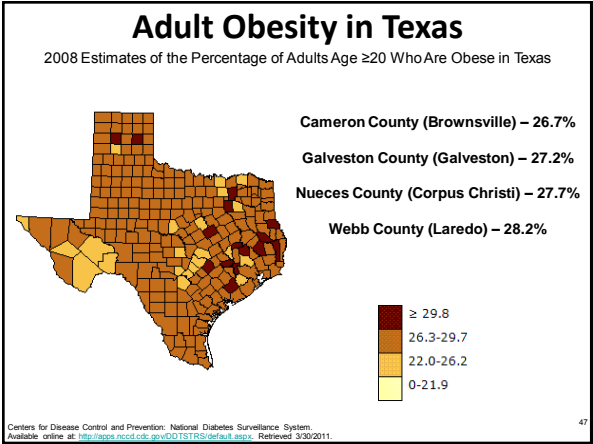 Adult Obesity in Texas
2008 Estimates of the Percentage of Adults Age ≥20 Who Are Obese in Texas
Cameron County (Brownsville) – 26.7%
Galveston County (Galveston) – 27.2%
Nueces County (Corpus Christi) – 27.7%
Webb County (Laredo) – 28.2%
≥ 29.8
26.3-29.7
22.0-26.2
0-21.9
Centers for Disease Control and Prevention: National Diabetes Surveillance System.
Available online at: http://apps.nccd.cdc.gov/DDTSTRS/default.aspx. Retrieved 3/30/2011.
47